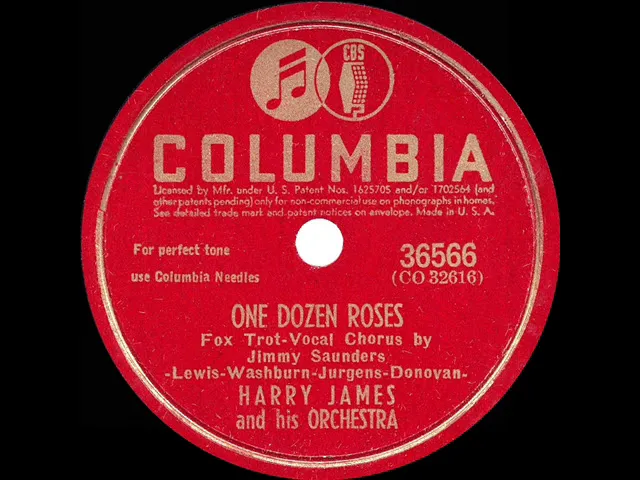 CBS
COLUMBIA
Licensed by Mfr. under U. S. Patent Nos. 1625705 and/or 1702564 (and
other patents pending) only for non-commercial use on phonographs in homes.
See detailed trade mark and patent notices on envelope. Made in U. S. A.
For perfect tone
use Columbia Needles
36566
(CO 32616)
ONE DOZEN ROSES
Fox Trot-Vocal Chorus by
Jimmy Saunders
-Lewis-Washburn-Jurgens-Donovan-
HARRY JAMES
and his ORCHESTRA